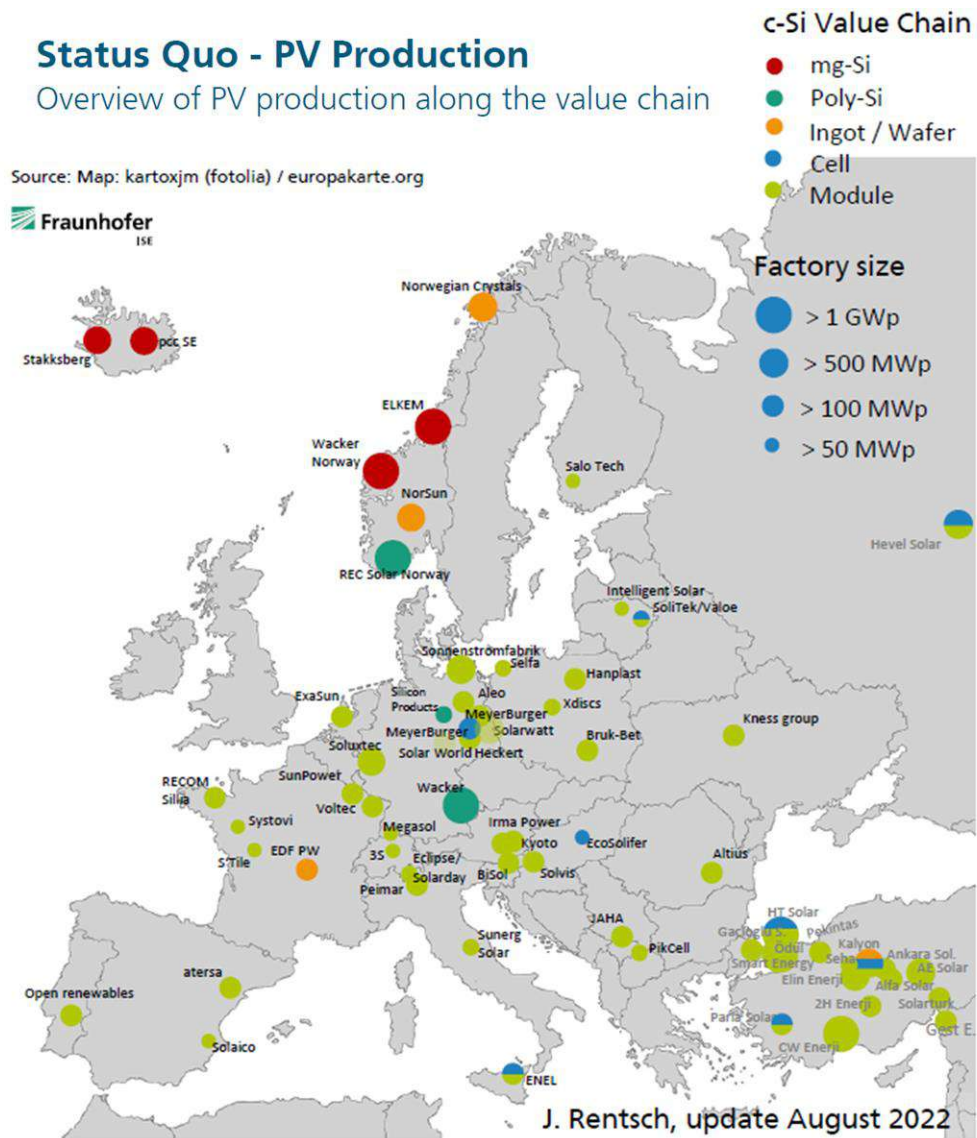 Status Quo - PV Production
Overview of PV production along the value chain
Source: Map: kartoxjm (fotolia) / europakarte.org
Fraunhofer
ISE
c-Si Value Chain
mg-Si
Poly-Si
Ingot / Wafer
Cell
Module
Factory size
> 1 GWp
> 500 MWp
> 100 MWp
> 50 MWp
Norwegian Crystals
Stakksberg
pcc SE
ELKEM
Wacker
Norway
NorSun
REC Solar Norway
Salo Tech
Hevel Solar
Intelligent Solar
SoliTek/Valoe
Sonnenstromfabrik
Selfa
Hanplast
ExaSun
Silicon
Products
Aleo
Xdiscs
MeyerBurger
MeyerBurger
Solarwatt
Kness group
Bruk-Bet
Soluxtec
Solar World
Heckert
RECOM
Sillia
SunPower
Voltec
Wacker
Systovi
Megasol
Irma Power
Kyoto
EcoSolifer
S'Tile
EDF PW
3S
Eclipse/
Solarday
Peimar
BiSol
Solvis
Altius
JAHA
PikCell
Sunerg
Solar
HT Solar
Pekintas
Ödül
Kalyon
Smart Energy
Ankara Sol.
AE Solar
Elin Enerji
Alfa Solar
2H Enerji
Solarturk
Gest E.
CW Enerji
atersa
Open renewables
Solaico
ENEL
J. Rentsch, update August 2022